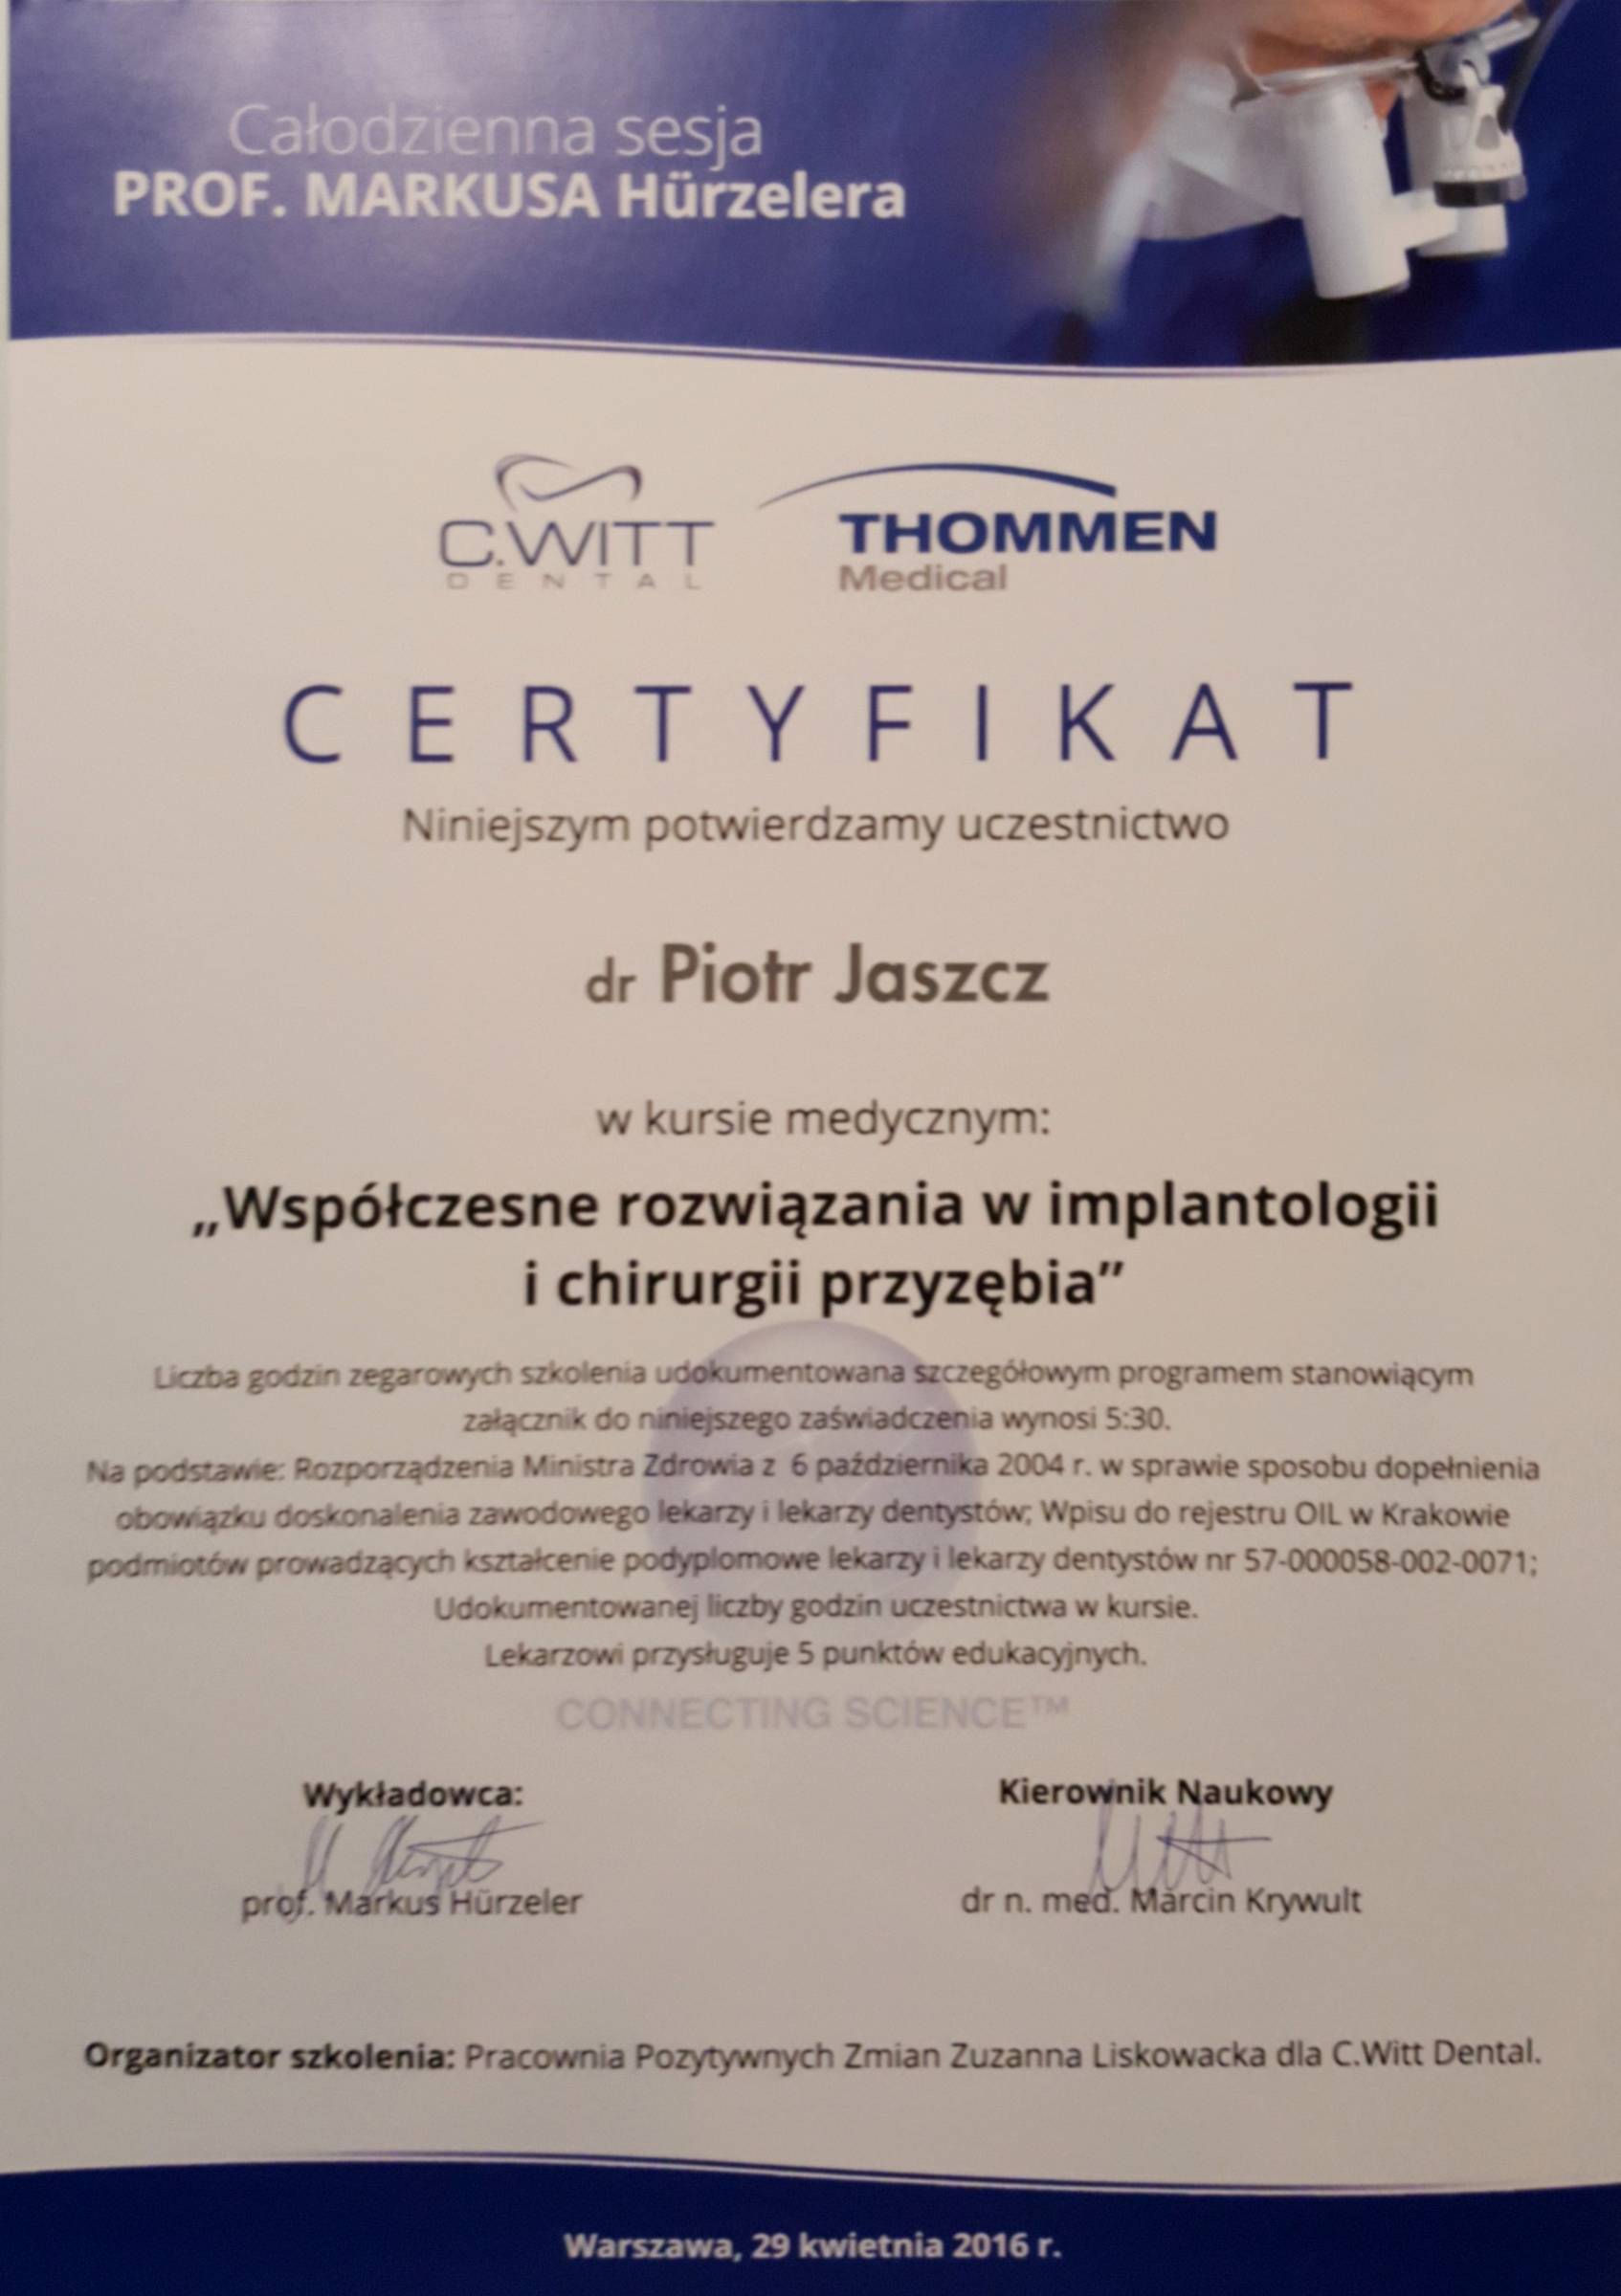 Całodzienna sesja
PROF. MARKUSA Hürzelera
C.WITT
DENTAL
THOMMEN
Medical
CERTYFIKAT
Niniejszym potwierdzamy uczestnictwo
dr Piotr Jaszcz
w kursie medycznym:
„Współczesne rozwiązania w implantologii
i chirurgii przyzębia”
Liczba godzin zegarowych szkolenia udokumentowana szczegółowym programem stanowiącym
załącznik do niniejszego zaświadczenia wynosi 5:30.
Na podstawie: Rozporządzenia Ministra Zdrowia z 6 października 2004 r. w sprawie sposobu dopełnienia
obowiązku doskonalenia zawodowego lekarzy i lekarzy dentystów; Wpisu do rejestru OIL w Krakowie
podmiotów prowadzących kształcenie podyplomowe lekarzy i lekarzy dentystów nr 57-000058-002-0071;
Udokumentowanej liczby godzin uczestnictwa w kursie.
Lekarzowi przysługuje 5 punktów edukacyjnych.
CONNECTING SCIENCE™
Wykładowca:
prof. Markus Hürzeler
Kierownik Naukowy
dr n. med. Marcin Krywult
Organizator szkolenia: Pracownia Pozytywnych Zmian Zuzanna Liskowacka dla C.Witt Dental.
Warszawa, 29 kwietnia 2016 r.